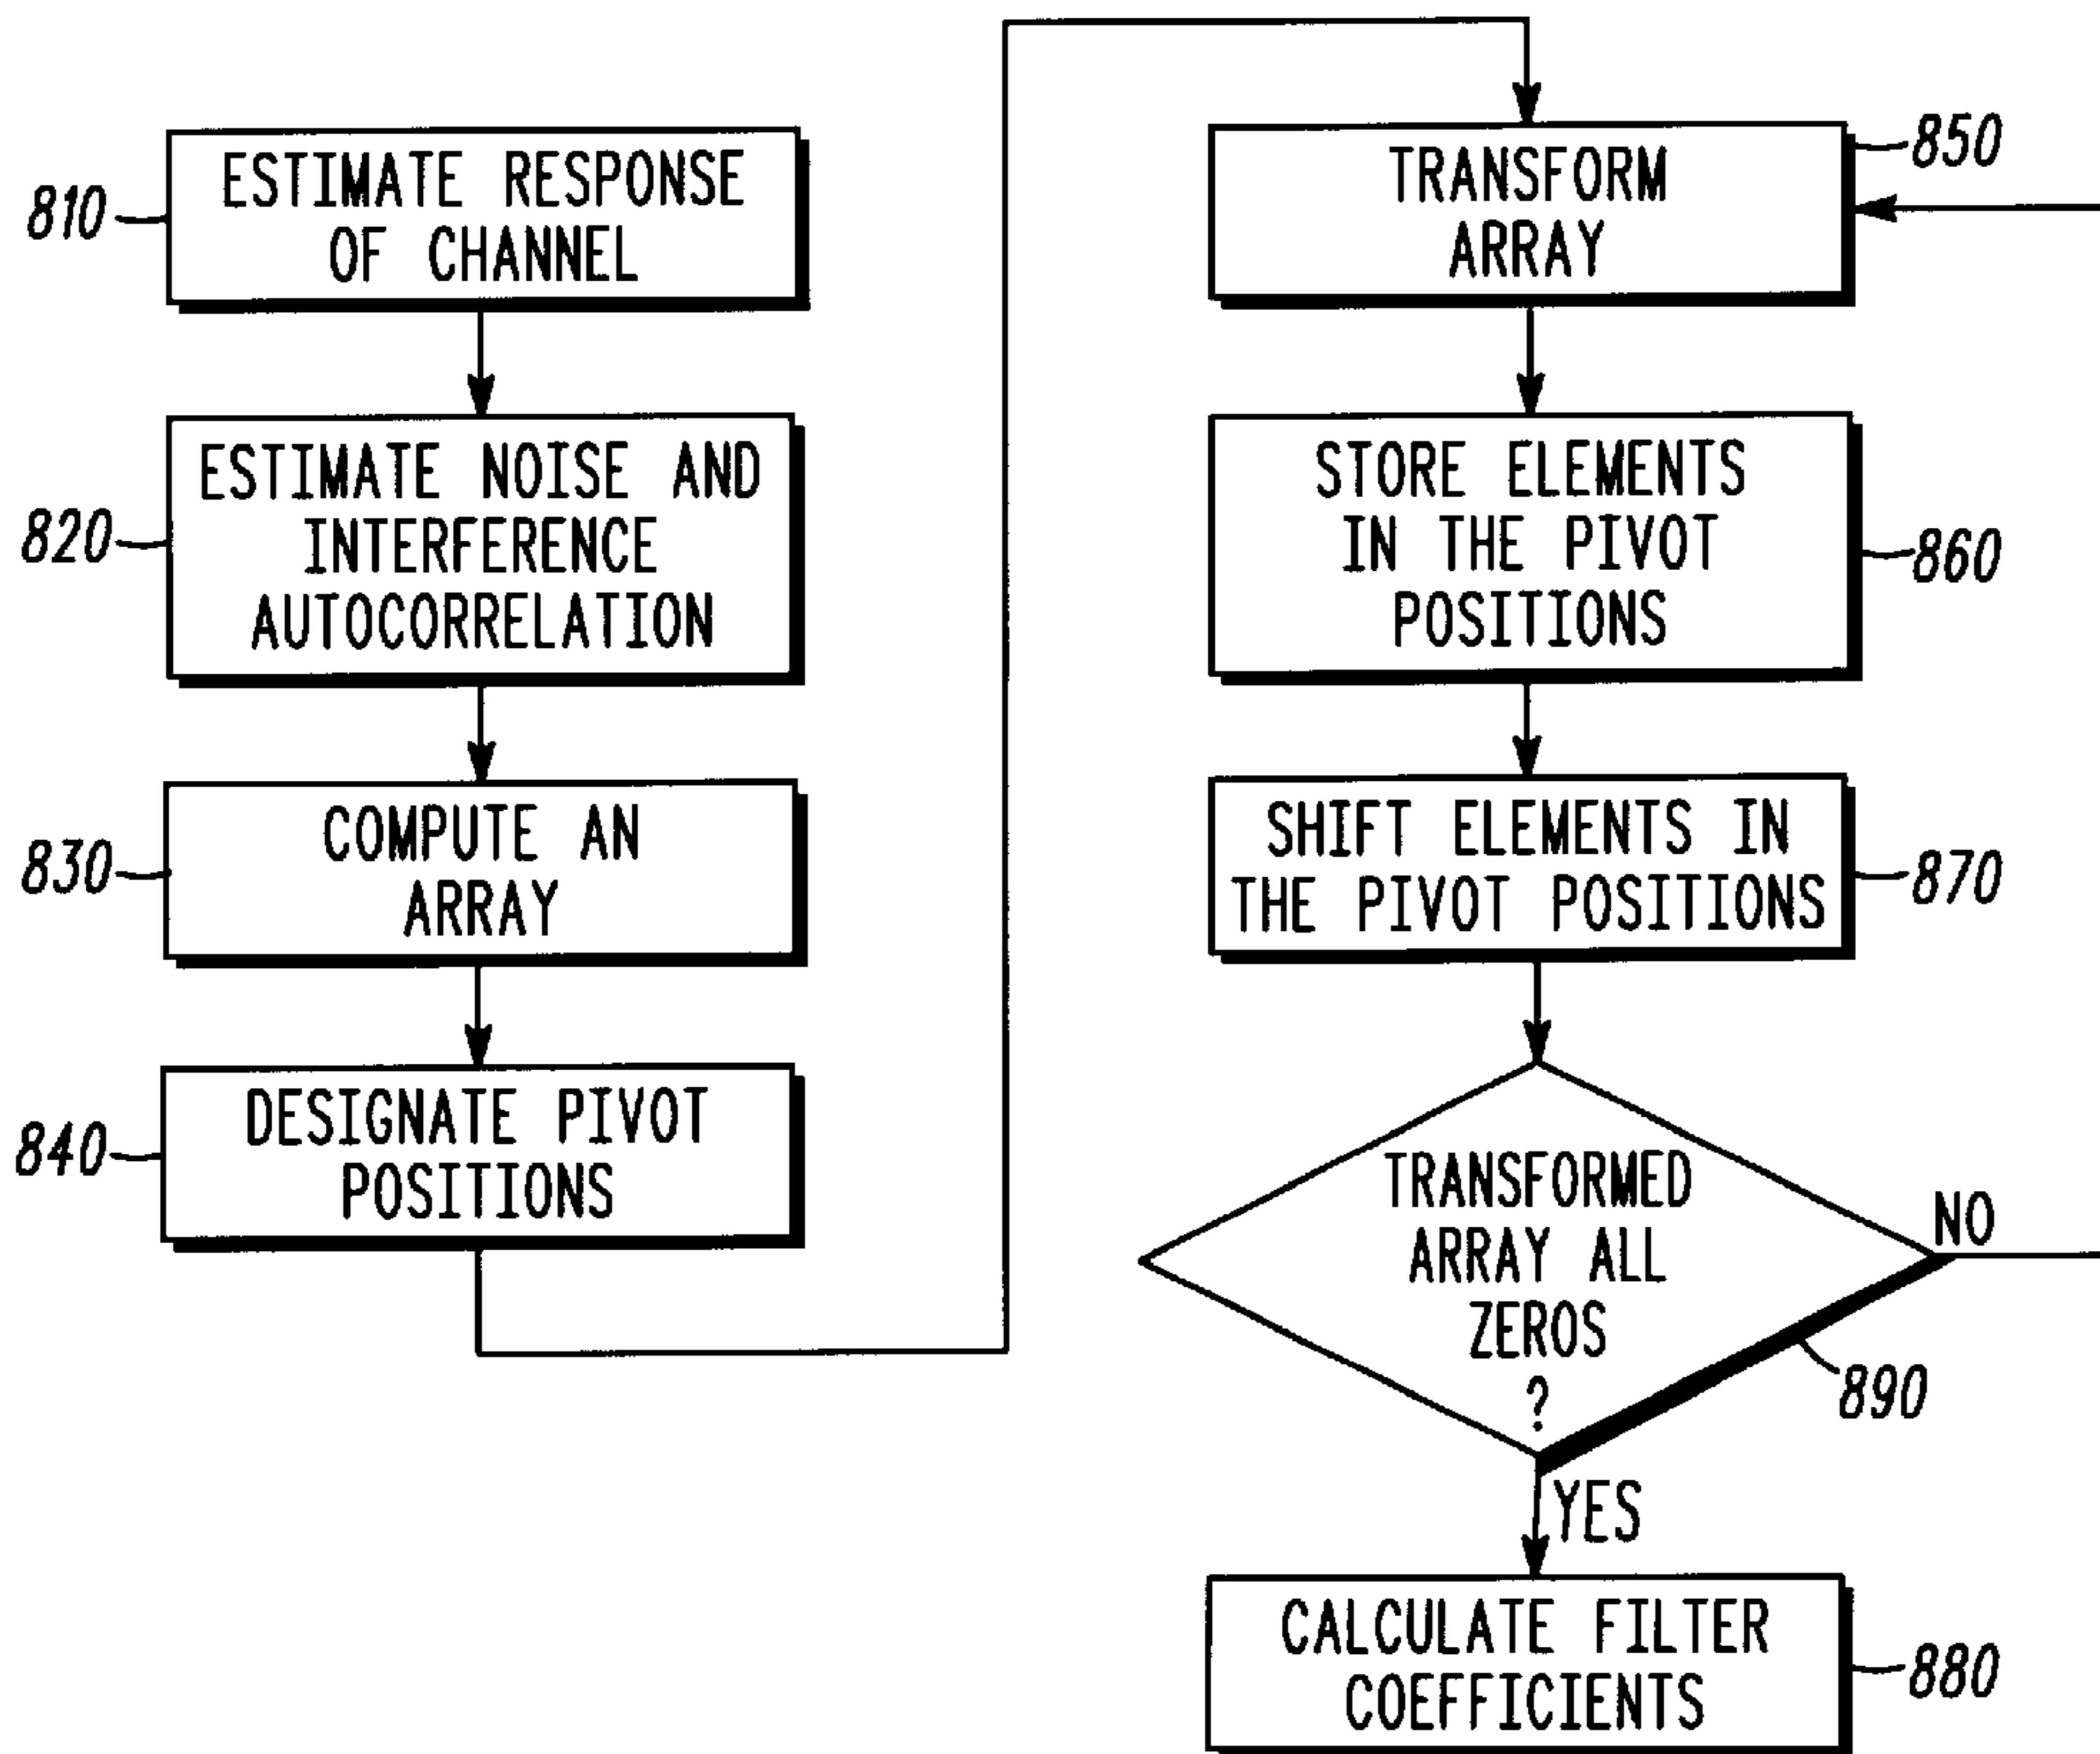 810
ESTIMATE RESPONSE
OF CHANNEL
820
ESTIMATE NOISE AND
INTERFERENCE
AUTOCORRELATION
830
COMPUTE AN
ARRAY
840
DESIGNATE PIVOT
POSITIONS
TRANSFORM
ARRAY
850
STORE ELEMENTS
IN THE PIVOT
POSITIONS
860
SHIFT ELEMENTS IN
THE PIVOT POSITIONS
870
TRANSFORMED
ARRAY ALL
ZEROS
?
NO
890
YES
CALCULATE FILTER
COEFFICIENTS
880